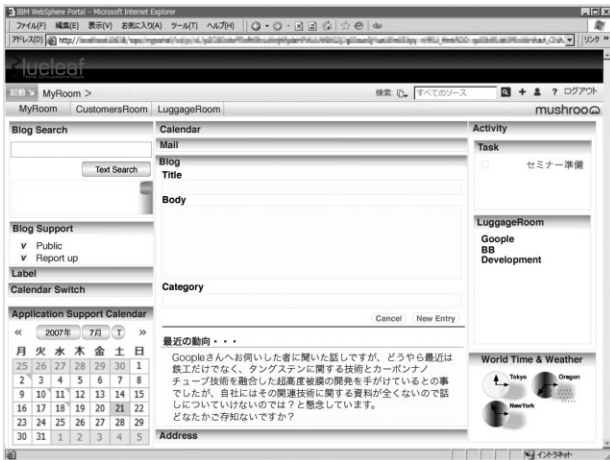 IBM WebSphere Portal - Microsoft Internet Explorer
ファイル(F) 編集(E) 表示(V) お気に入り(A) ツール(T) ヘルプ(H)
アドレス(D) リンク
blueleaf
起動 MyRoom >
検索: すべてのソース ? ログアウト
MyRoom CustomersRoom LuggageRoom
mushroo
Blog Search
Text Search
Blog Support
v Public
v Report up
Label
Calendar Switch
Application Support Calendar
« 2007年 7月 T »
月 火 水 木 金 土 日
25 26 27 28 29 30 1
2 3 4 5 6 7 8
9 10 11 12 13 14 15
16 17 18 19 20 21 22
23 24 25 26 27 28 29
30 31 1 2 3 4 5
Calendar
Mail
Blog
Title
Body
Category
Cancel New Entry
最近の動向・・・
Goopleさんへお伺いした者に聞いた話しですが、どうやら最近は
鉄工だけでなく、タングステンに関する技術とカーボンナノ
チューブ技術を融合した超高度被膜の開発を手がけているとの事
でしたが、自社にはその関連技術に関する資料が全くないので話
しについていけないのでは？と懸念しています。
どなたかご存知ないですか？
Address
Activity
Task
セミナー準備
LuggageRoom
Goople
BB
Development
World Time & Weather
Tokyo Oregon
NewYork
イントラネット